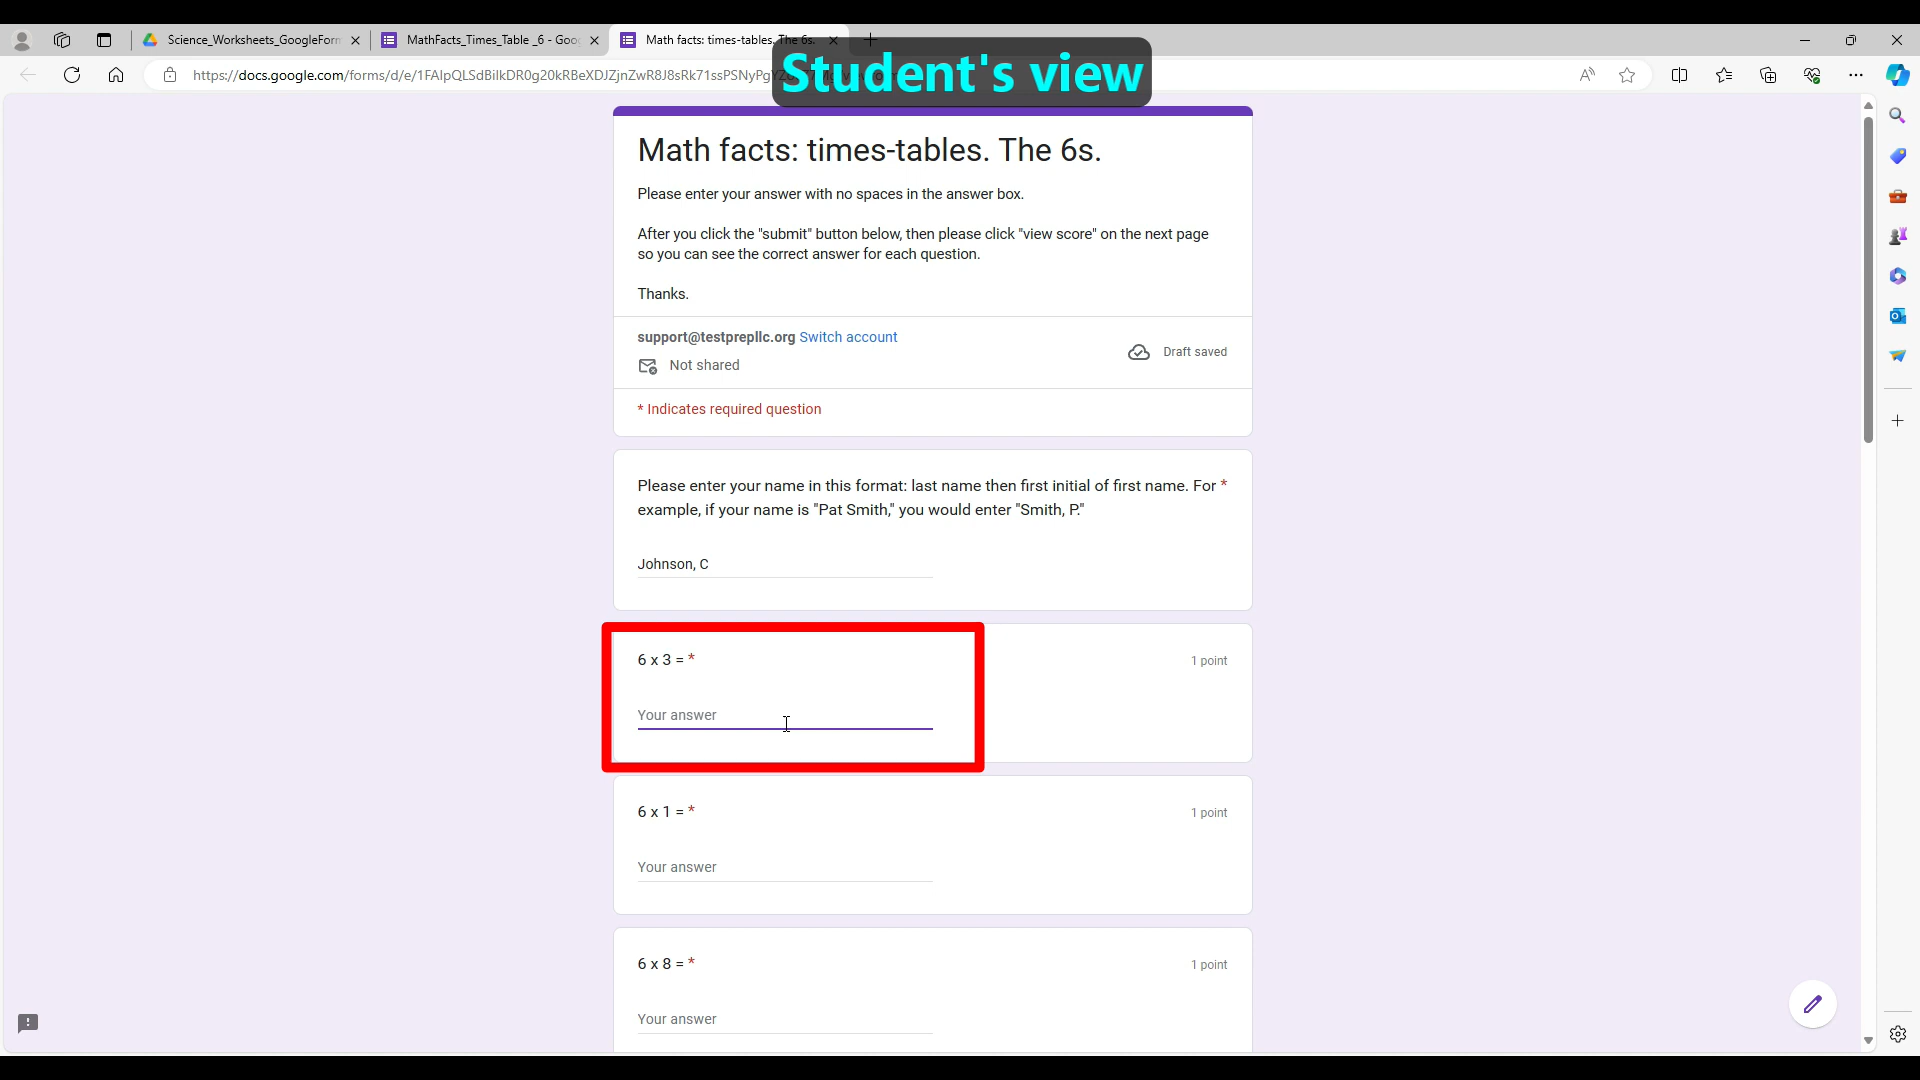 Science_Worksheets_GoogleForm
MathFacts_Times_Table _6 - Goo
Math facts: times-tables. The 6s.
https://docs.google.com/forms/d/e/
Student's view
Math facts: times-tables. The 6s.
Please enter your answer with no spaces in the answer box.
After you click the "submit" button below, then please click "view score" on the next page
so you can see the correct answer for each question.
Thanks.
support@testprepllc.org Switch account
Not shared
Draft saved
* Indicates required question
Please enter your name in this format: last name then first initial of first name. For *
example, if your name is "Pat Smith," you would enter "Smith, P."
Johnson, C
6 x 3 = *
1 point
Your answer
6 x 1 = *
1 point
Your answer
6 x 8 = *
1 point
Your answer